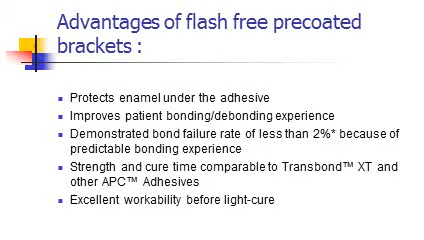 Advantages of flash free precoated
brackets :
Protects enamel under the adhesive
Improves patient bonding/debonding experience
Demonstrated bond failure rate of less than 2%* because of
predictable bonding experience
Strength and cure time comparable to Transbond™ XT and
other APC™ Adhesives
Excellent workability before light-cure